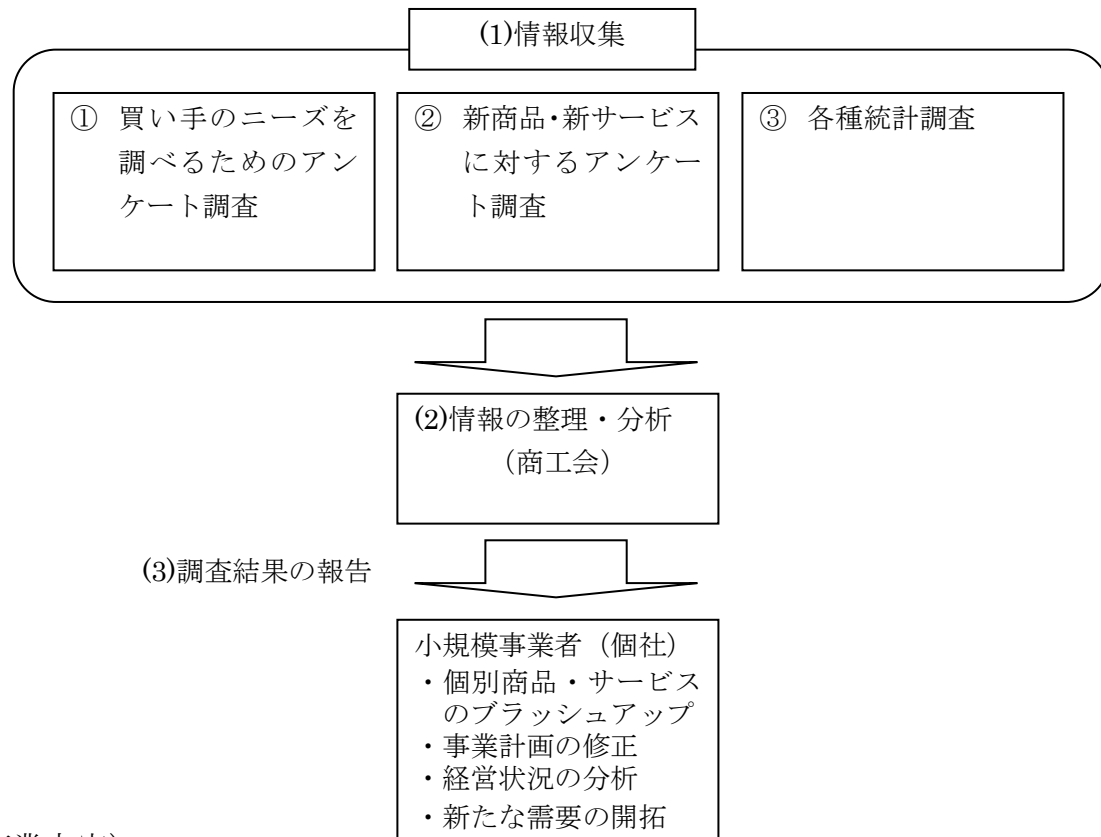 (1)情報収集
① 買い手のニーズを
調べるためのアン
ケート調査
② 新商品・新サービス
に対するアンケー
ト調査
③ 各種統計調査
(2)情報の整理・分析
（商工会）
(3)調査結果の報告
小規模事業者（個社）
・個別商品・サービス
のブラッシュアップ
・事業計画の修正
・経営状況の分析
・新たな需要の開拓